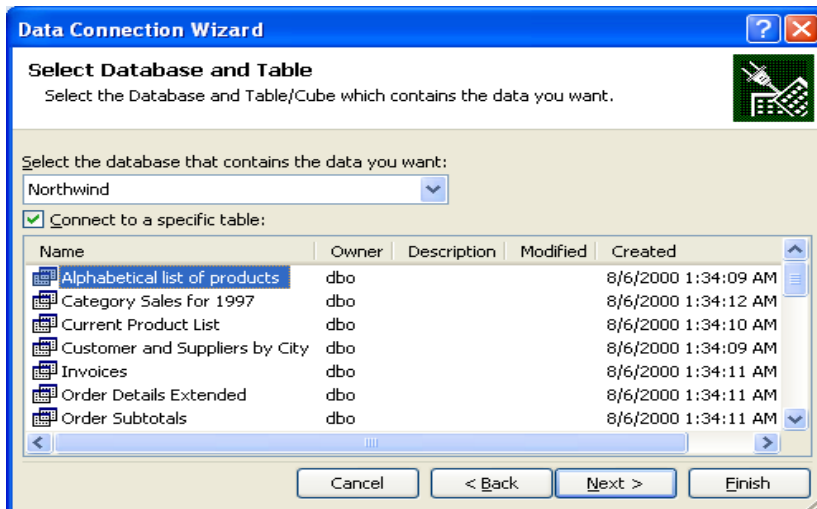 Data Connection Wizard
Select Database and Table
Select the Database and Table/Cube which contains the data you want.
Select the database that contains the data you want:
Northwind
Connect to a specific table:
Name Owner Description Modified Created
Alphabetical list of products dbo 8/6/2000 1:34:09 AM
Category Sales for 1997 dbo 8/6/2000 1:34:12 AM
Current Product List dbo 8/6/2000 1:34:10 AM
Customer and Suppliers by City dbo 8/6/2000 1:34:09 AM
Invoices dbo 8/6/2000 1:34:11 AM
Order Details Extended dbo 8/6/2000 1:34:11 AM
Order Subtotals dbo 8/6/2000 1:34:11 AM
Cancel < Back Next > Finish